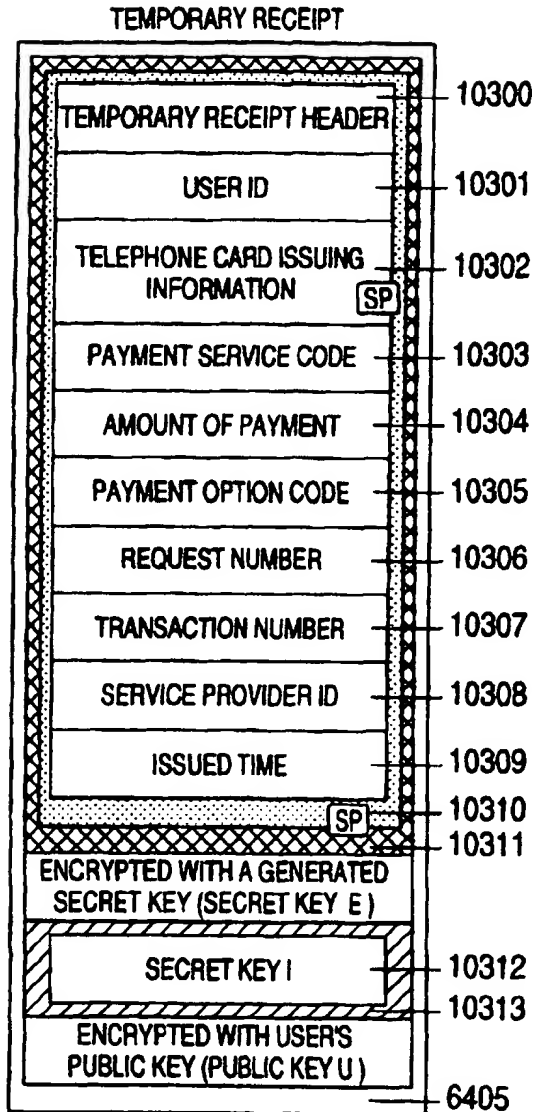 TEMPORARY RECEIPT
10300
TEMPORARY RECEIPT HEADER
USER ID
10301
TELEPHONE CARD ISSUING
INFORMATION
10302
SP
PAYMENT SERVICE CODE
10303
AMOUNT OF PAYMENT
10304
PAYMENT OPTION CODE
10305
REQUEST NUMBER
10306
TRANSACTION NUMBER
10307
SERVICE PROVIDER ID
10308
ISSUED TIME
10309
SP
10310
10311
ENCRYPTED WITH A GENERATED
SECRET KEY (SECRET KEY E)
SECRET KEY I
10312
10313
ENCRYPTED WITH USER'S
PUBLIC KEY (PUBLIC KEY U)
6405